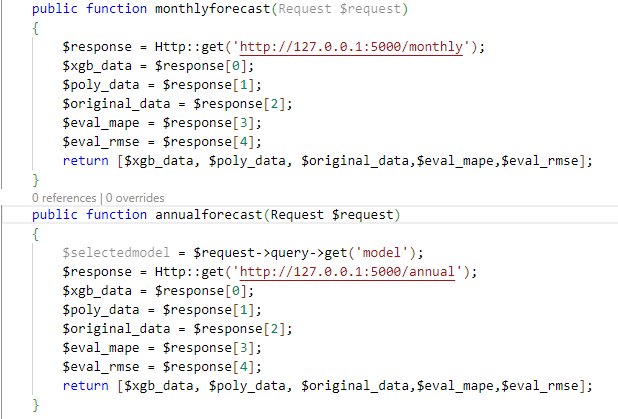 public function monthlyforecast(Request $request)
{
$response = Http::get('http://127.0.0.1:5000/monthly');
$xgb_data = $response[0];
$poly_data = $response[1];
$original_data = $response[2];
$eval_mape = $response[3];
$eval_rmse = $response[4];
return [$xgb_data, $poly_data, $original_data,$eval_mape,$eval_rmse];
}
0 references | 0 overrides
public function annualforecast(Request $request)
{
$selectedmodel = $request->query->get('model');
$response = Http::get('http://127.0.0.1:5000/annual');
$xgb_data = $response[0];
$poly_data = $response[1];
$original_data = $response[2];
$eval_mape = $response[3];
$eval_rmse = $response[4];
return [$xgb_data, $poly_data, $original_data,$eval_mape,$eval_rmse];
}